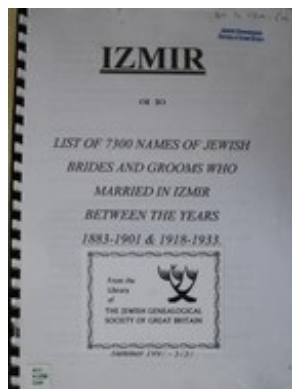 IZMIR
LIST OF 7300 NAMES OF JEWISH
BRIDES AND GROOMS WHO
MARRIED IN IZMIR
BETWEEN THE YEARS
1883-1901 & 1918-1933.
From the
Library
of
THE JEWISH GENEALOGICAL
SOCIETY OF GREAT BRITAIN